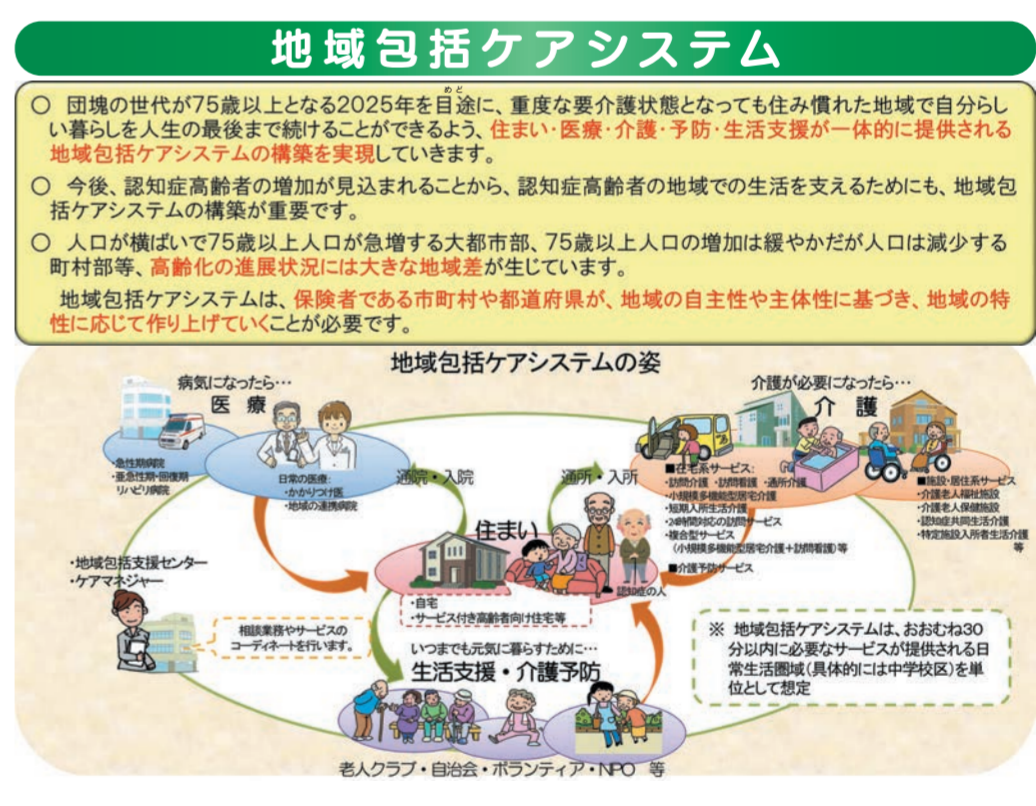 地域包括ケアシステム
めど
○ 団塊の世代が75歳以上となる2025年を目途に、重度な要介護状態となっても住み慣れた地域で自分らし
い暮らしを人生の最後まで続けることができるよう、住まい・医療・介護・予防・生活支援が一体的に提供される
地域包括ケアシステムの構築を実現していきます。
○ 今後、認知症高齢者の増加が見込まれることから、認知症高齢者の地域での生活を支えるためにも、地域包
括ケアシステムの構築が重要です。
○ 人口が横ばいで75歳以上人口が急増する大都市部、75歳以上人口の増加は緩やかだが人口は減少する
町村部等、高齢化の進展状況には大きな地域差が生じています。
地域包括ケアシステムは、保険者である市町村や都道府県が、地域の自主性や主体性に基づき、地域の特
性に応じて作り上げていくことが必要です。
地域包括ケアシステムの姿
病気になったら…
医療
・急性期病院
・亜急性期・回復期
リハビリ病院
日常の医療:
・かかりつけ医
・地域の連携病院
通院・入院
通所・入所
介護が必要になったら…
介護
■在宅系サービス:
・訪問介護 ・訪問看護 ・通所介護
・小規模多機能型居宅介護
・短期入所生活介護
・24時間対応の訪問サービス
・複合型サービス
(小規模多機能型居宅介護+訪問看護)等
■介護予防サービス
■施設・居住系サービス
・介護老人福祉施設
・介護老人保健施設
・認知症共同生活介護
・特定施設入所者生活介護
等
住まい
認知症の人
・自宅
・サービス付き高齢者向け住宅等
・地域包括支援センター
・ケアマネジャー
相談業務やサービスの
コーディネートを行います。
いつまでも元気に暮らすために…
生活支援・介護予防
老人クラブ・自治会・ボランティア・NPO 等
※ 地域包括ケアシステムは、おおむね30
分以内に必要なサービスが提供される日
常生活圏域(具体的には中学校区)を単
位として想定